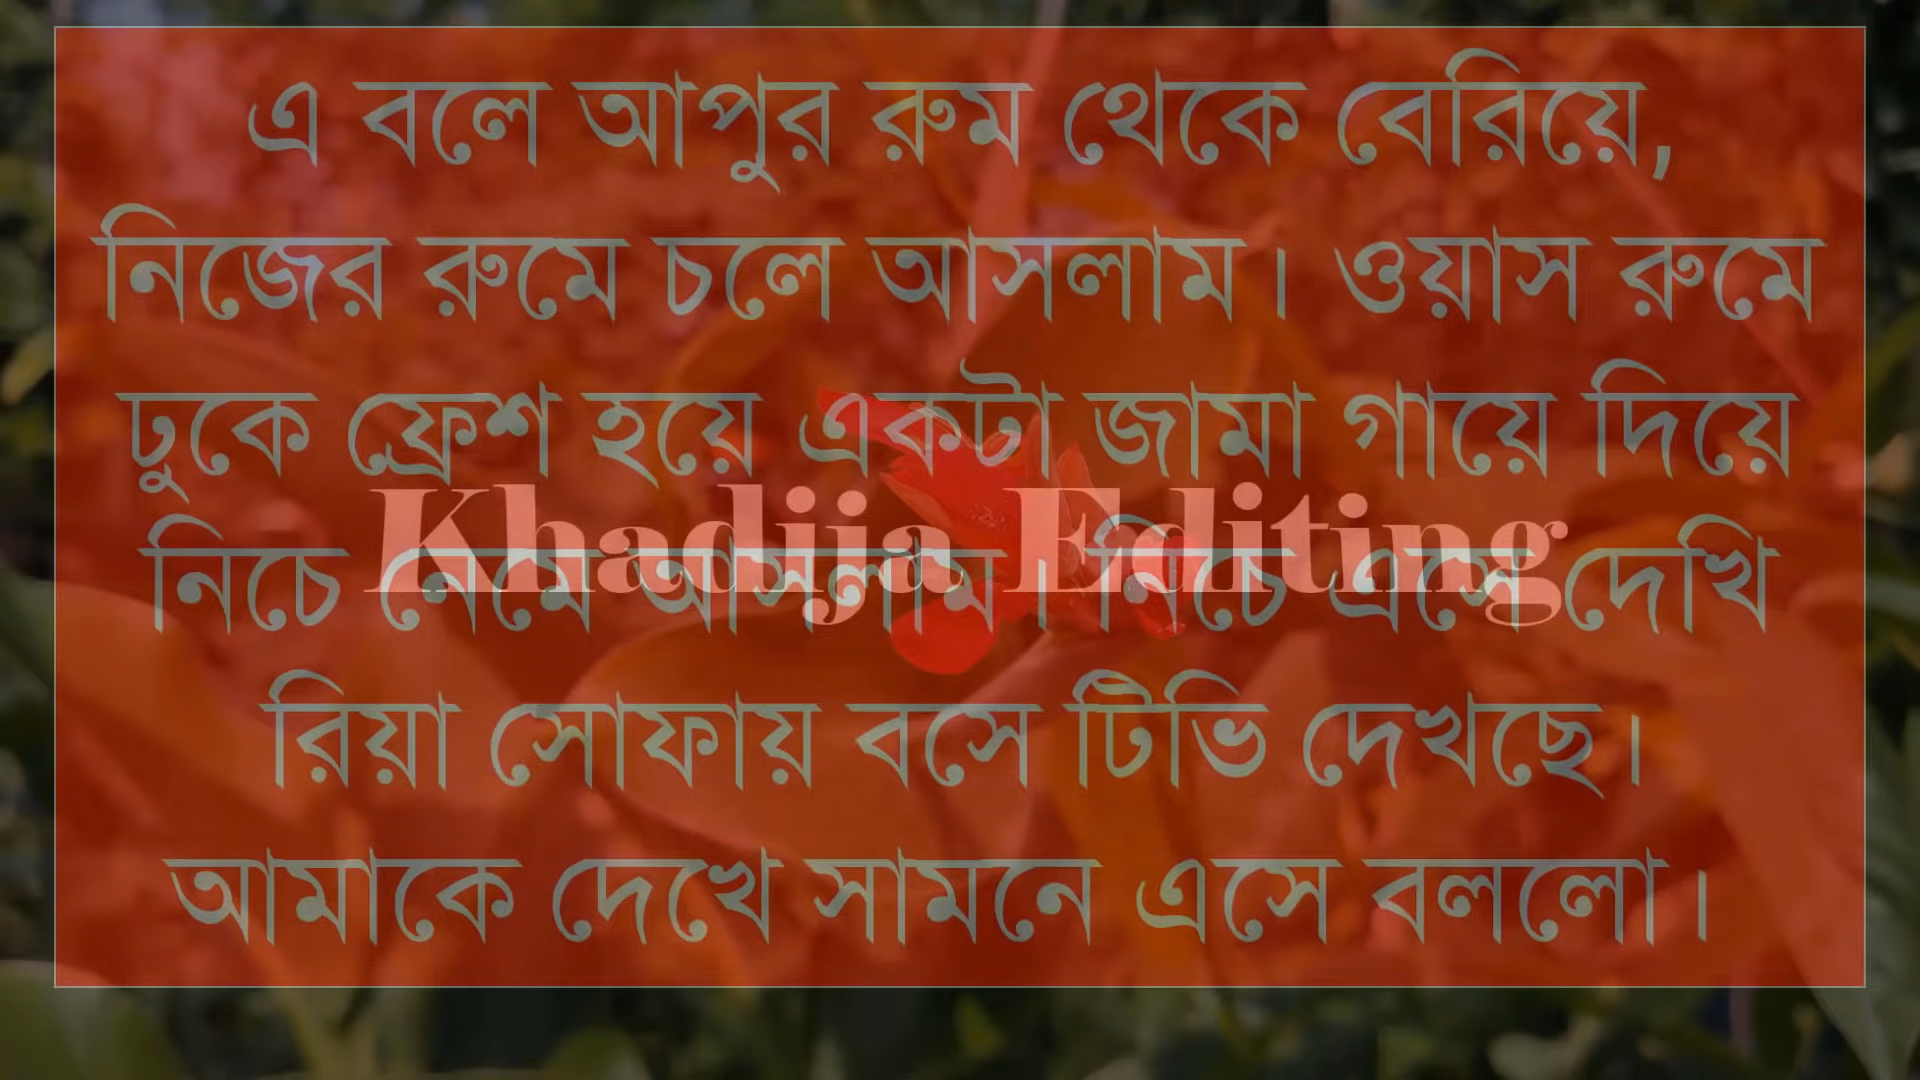 এ বলে আপুর রুম থেকে বেরিয়ে,
নিজের রুমে চলে আসলাম। ওয়াস রুমে
ঢুকে ফ্রেশ হয়ে একটা জামা গায়ে দিয়ে
নিচে নেমে আসলাম। নিচে এসে দেখি
রিয়া সোফায় বসে টিভি দেখছে।
আমাকে দেখে সামনে এসে বললো।
Khadija Editing